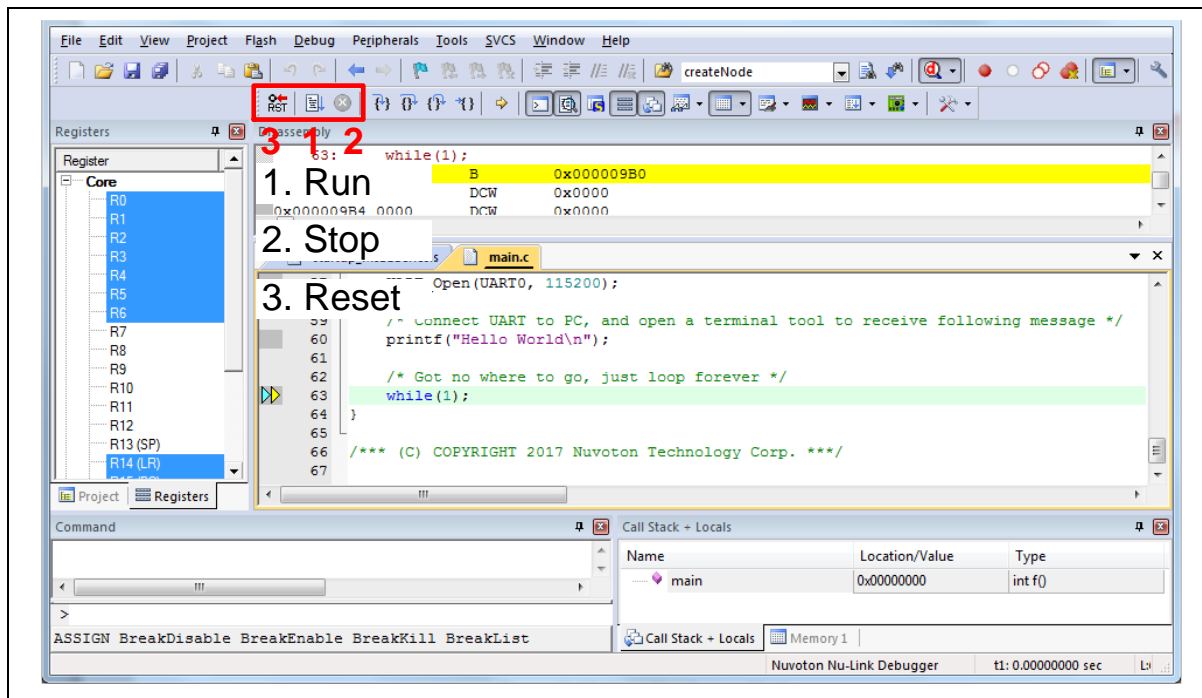 File Edit View Project Flash Debug Peripherals Tools SVCS Window Help
createNode
RST
3 1 2
Registers
Disassembly
Register
Core
R0
R1
R2
R3
R4
R5
R6
R7
R8
R9
R10
R11
R12
R13 (SP)
R14 (LR)
Project Registers
63: while(1);
B 0x000009B0
DCW 0x0000
0x000009B4 0000 DCW 0x0000
1. Run
2. Stop
3. Reset
main.c
Open(UART0, 115200);
59 /* Connect UART to PC, and open a terminal tool to receive following message */
60 printf("Hello World\n");
61
62 /* Got no where to go, just loop forever */
63 while(1);
64 }
65
66 /*** (C) COPYRIGHT 2017 Nuvoton Technology Corp. ***/
67
Command
>
ASSIGN BreakDisable BreakEnable BreakKill BreakList
Call Stack + Locals
Name Location/Value Type
main 0x00000000 int f()
Call Stack + Locals Memory 1
Nuvoton Nu-Link Debugger t1: 0.00000000 sec